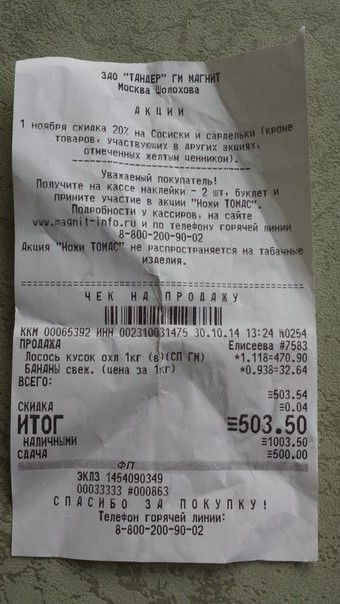 ЗАО "ТАНДЕР" ГИ МАГНИТ
Москва Шолохова
А К Ц И И
1 ноября скидка 20% на Сосиски и сардельки (кроме
товаров, участвующих в других акциях,
отмеченных желтым ценником).
Уважаемый покупатель!
Получите на кассе наклейки - 2 шт, буклет и
примите участие в акции "Ножи ТОМАС".
Подробности у кассиров, на сайте
www.magnit-info.ru и по телефону горячей линии
8-800-200-90-02
Акция "Ножи ТОМАС" не распространяется на табачные
изделия.
ЧЕК НА ПРОДАЖУ
ККМ 00065392 ИНН 002310031475 30.10.14 13:24 №0254
ПРОДАЖА Елисеева #7583
Лосось кусок охл 1кг (в)(СП ГМ) *1.118=470.90
БАНАНЫ свеж. (цена за 1кг) *0.938=32.64
ВСЕГО:
≡503.54
СКИДКА ≡0.04
ИТОГ ≡503.50
НАЛИЧНЫМИ ≡1003.50
СДАЧА ≡500.00
ФП
ЭКЛЗ 1454090349
00033333 #000863
С П А С И Б О З А П О К У П К У !
Телефон горячей линии:
8-800-200-90-02